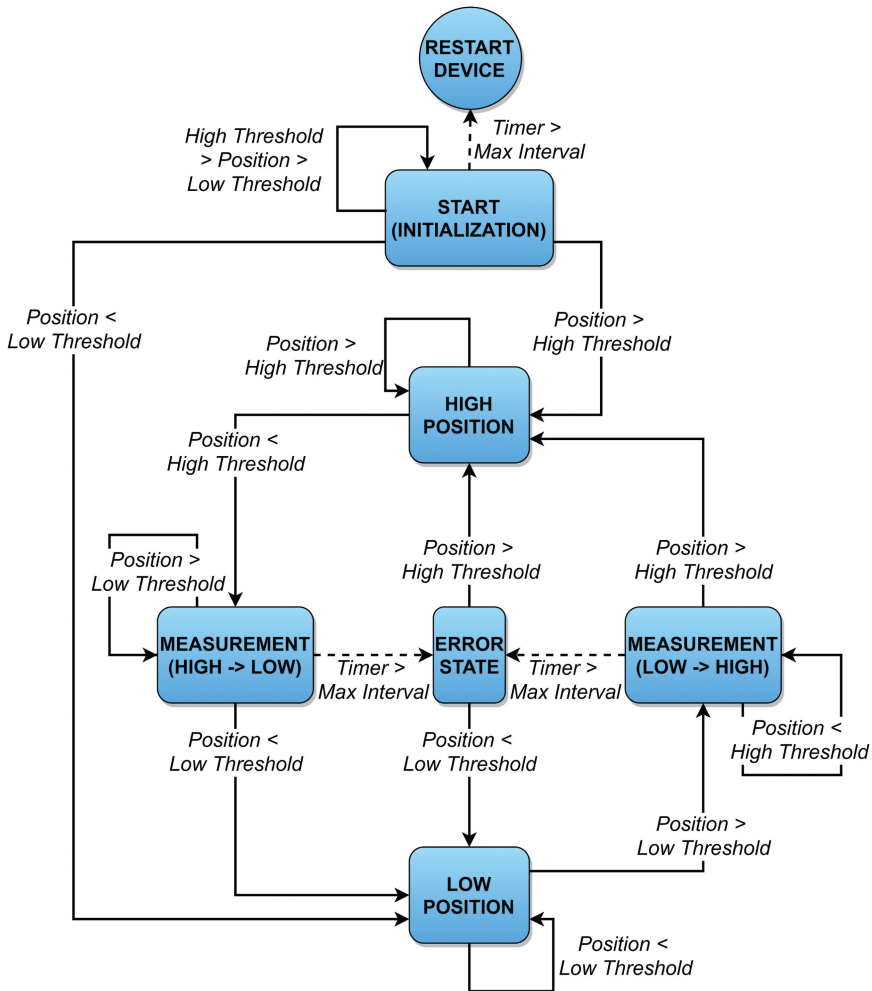 RESTART
DEVICE
High Threshold
> Position >
Low Threshold
Timer >
Max Interval
START
(INITIALIZATION)
Position <
Low Threshold
Position >
High Threshold
Position >
High Threshold
HIGH
POSITION
Position <
High Threshold
Position >
Low Threshold
Position >
High Threshold
Position >
High Threshold
MEASUREMENT
(HIGH -> LOW)
Timer >
Max Interval
ERROR
STATE
Timer >
Max Interval
MEASUREMENT
(LOW -> HIGH)
Position <
High Threshold
Position <
Low Threshold
Position <
Low Threshold
Position >
Low Threshold
LOW
POSITION
Position <
Low Threshold